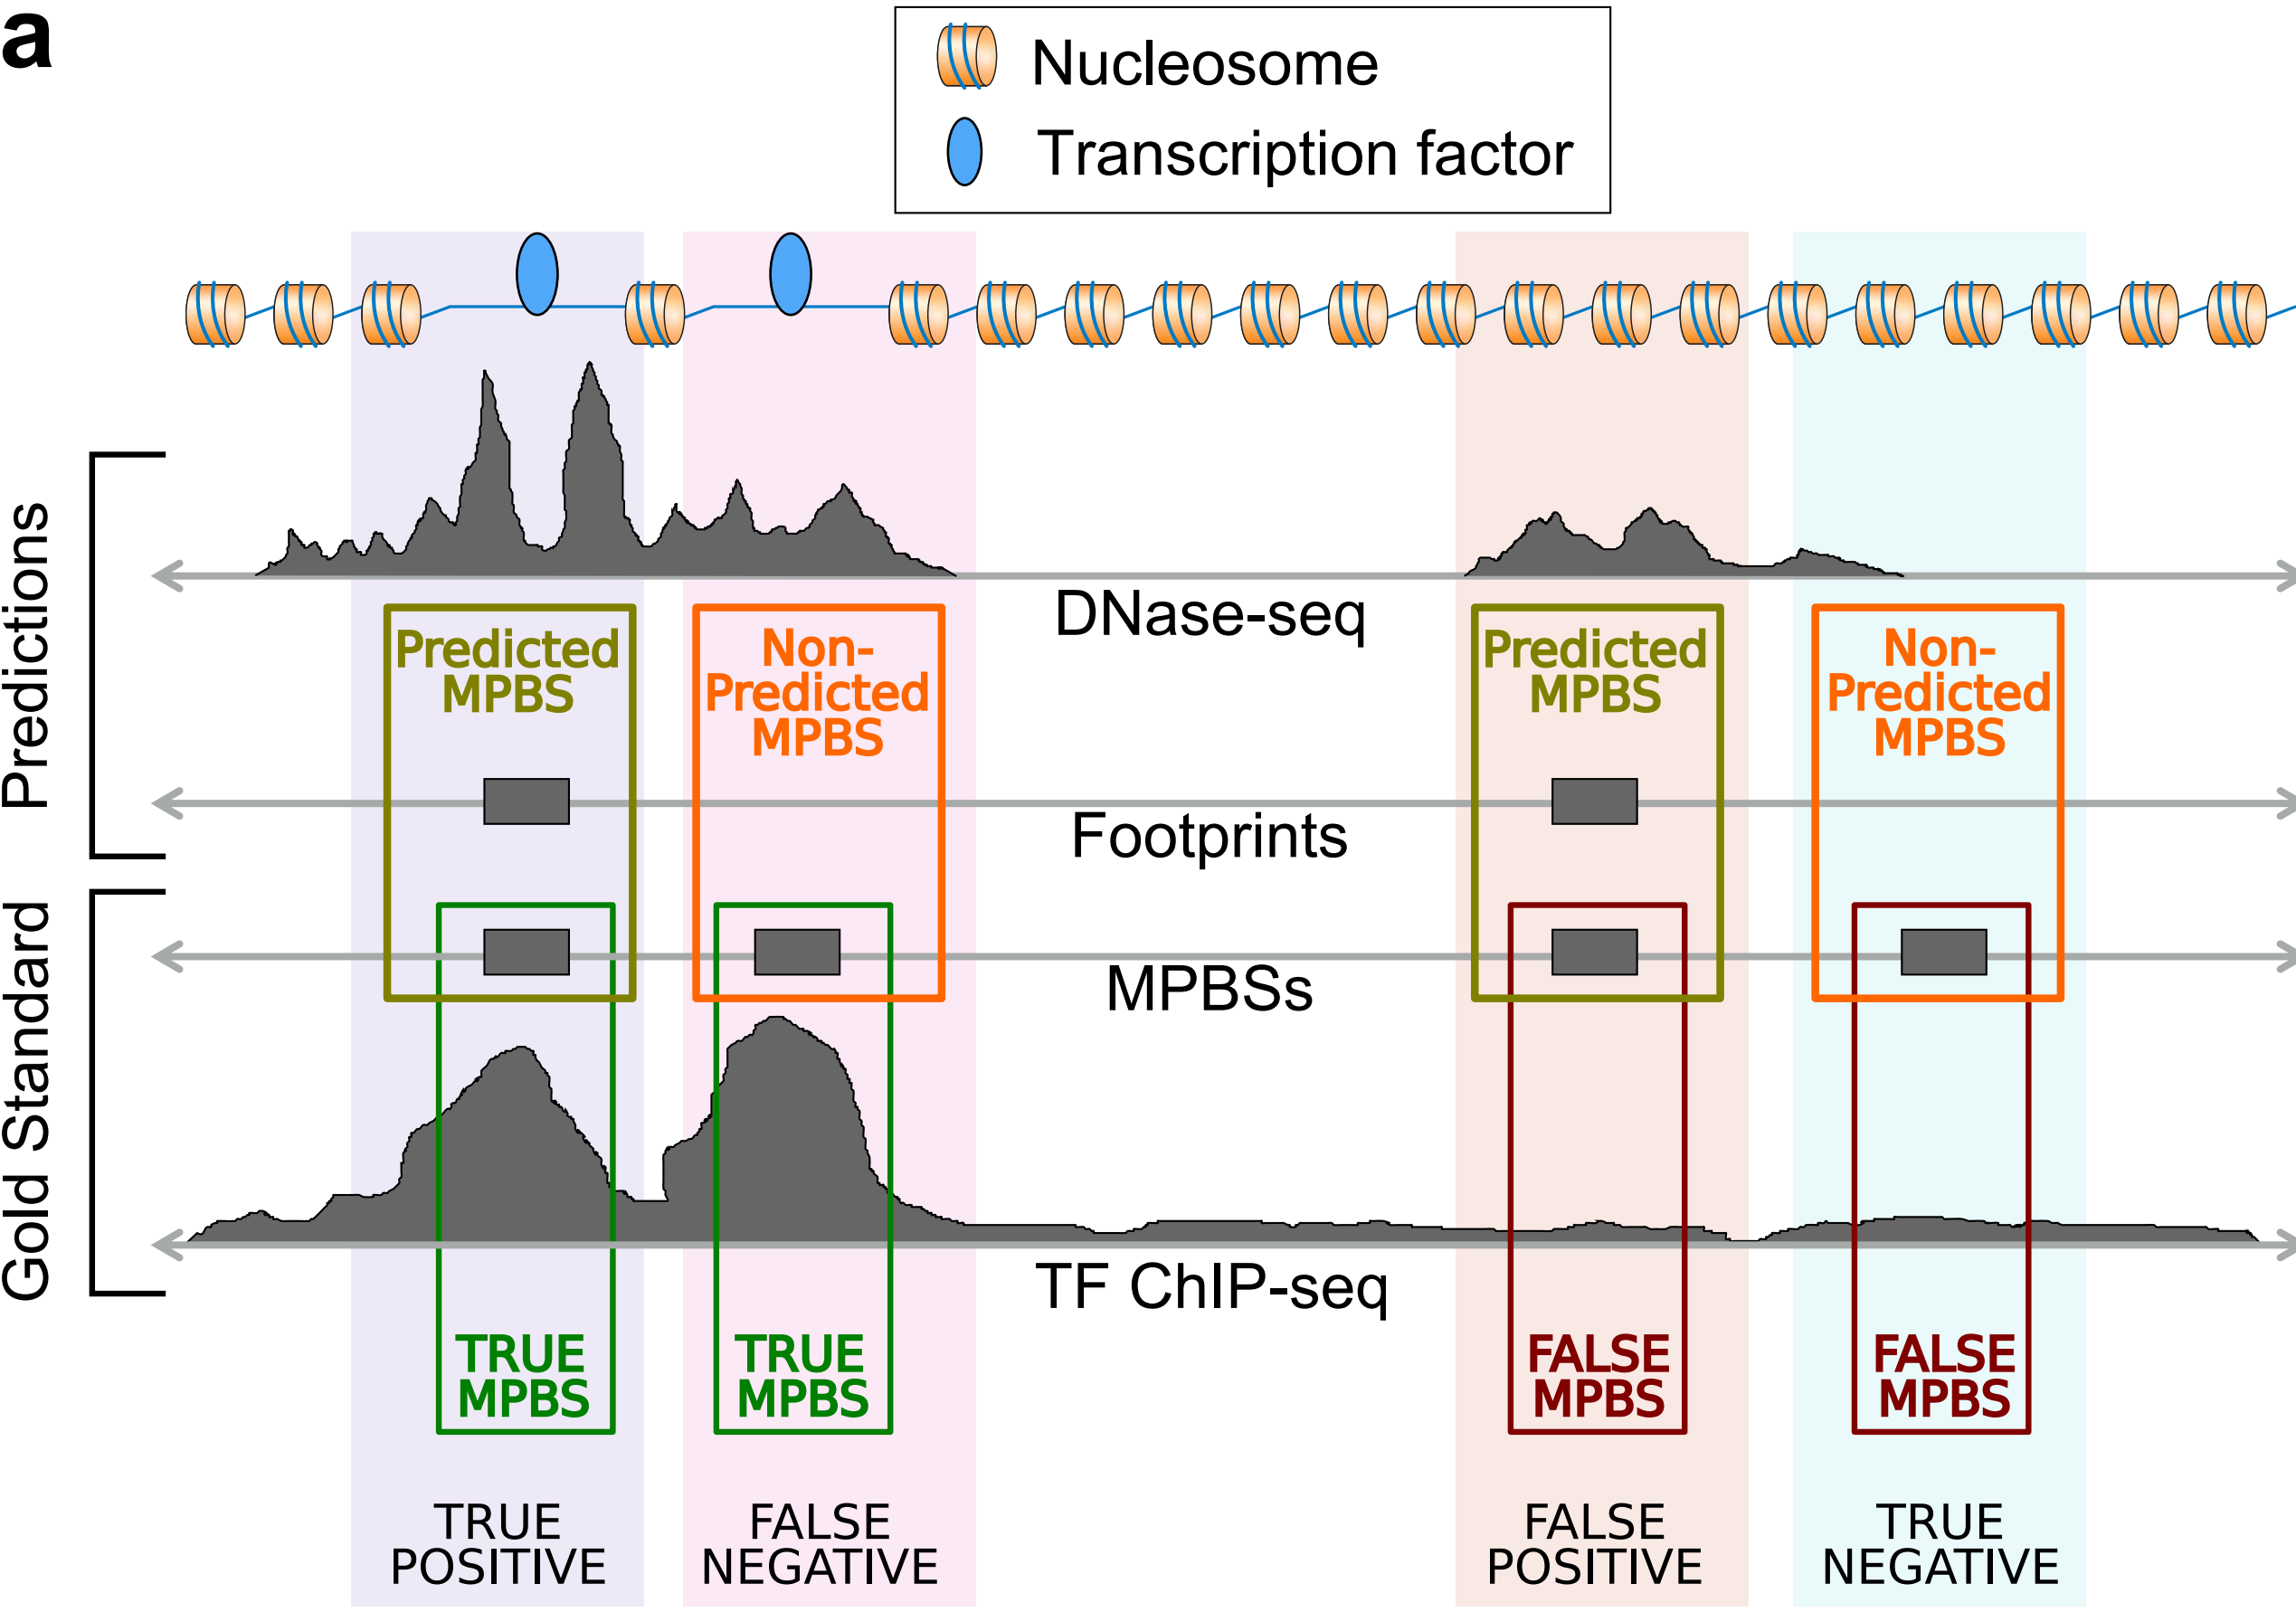 a
Nucleosome
Transcription factor
Predictions
DNase-seq
Predicted
MPBS
Non-
Predicted
MPBS
Predicted
MPBS
Non-
Predicted
MPBS
Footprints
Gold Standard
MPBSs
TF ChIP-seq
TRUE
MPBS
TRUE
MPBS
FALSE
MPBS
FALSE
MPBS
TRUE
POSITIVE
FALSE
NEGATIVE
FALSE
POSITIVE
TRUE
NEGATIVE